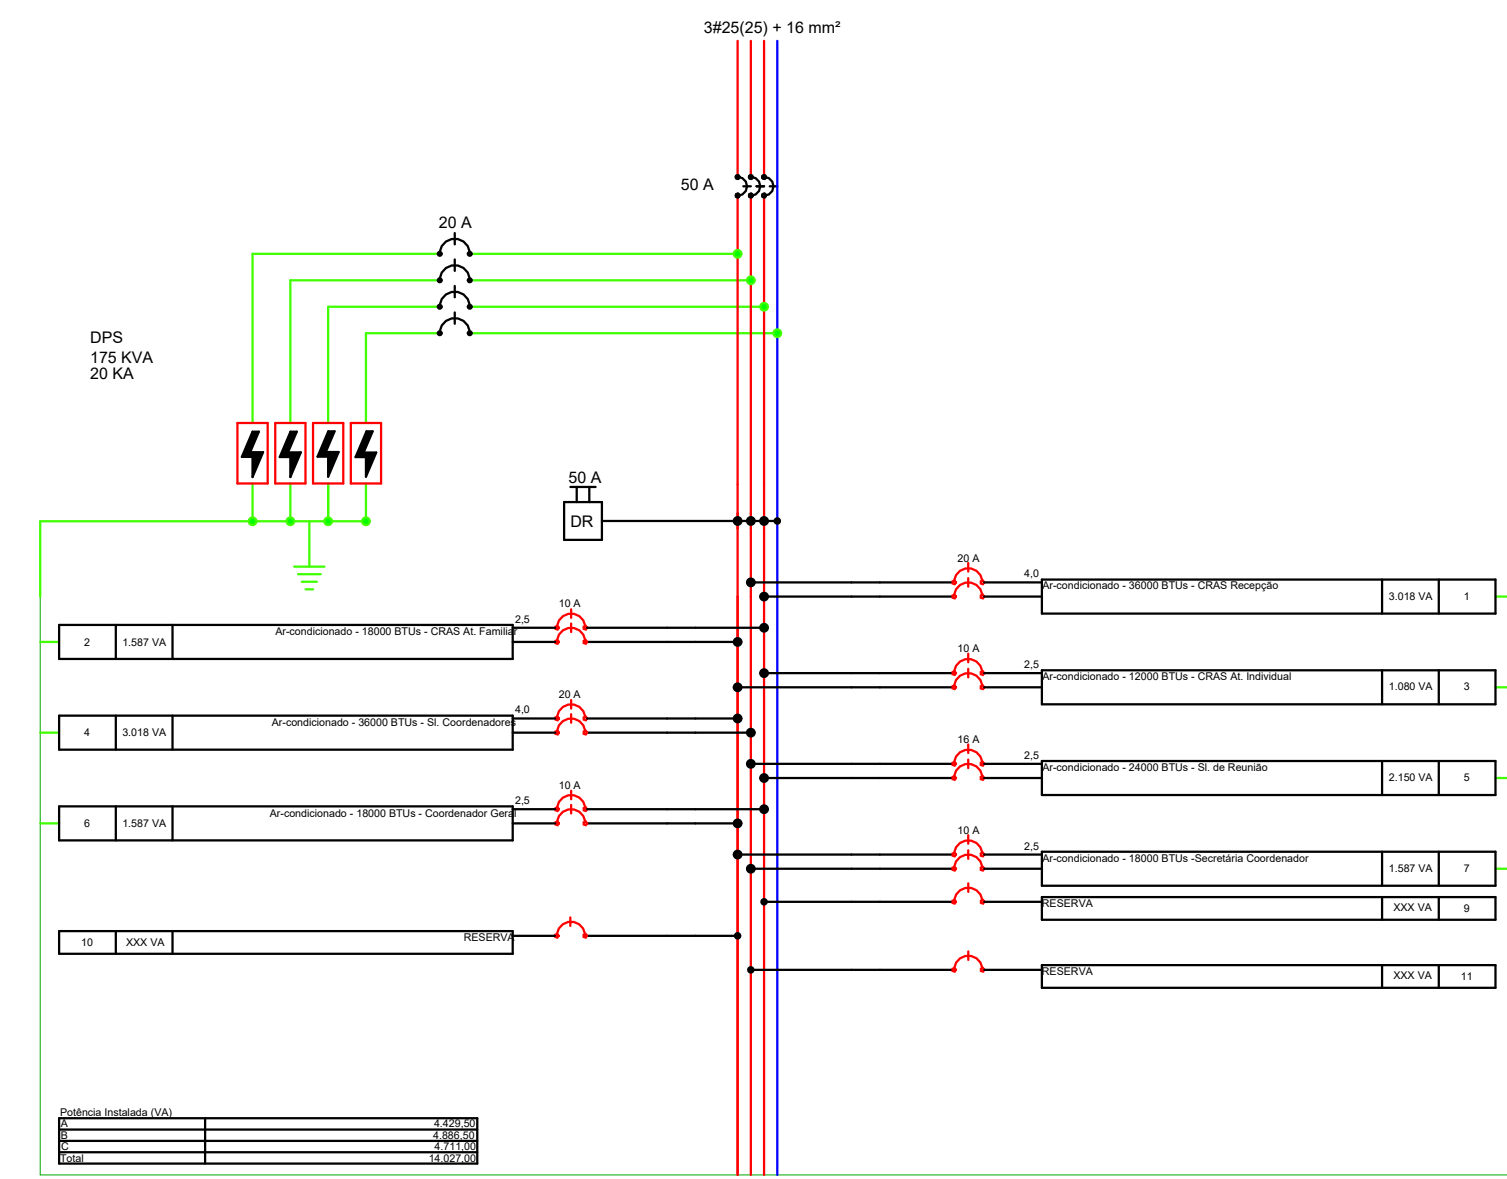 3#25(25) + 16 mm²
50 A
20 A
DPS
175 KVA
20 KA
50 A
DR
20 A
4,0
Ar-condicionado - 36000 BTUs - CRAS Recepção
3.018 VA
1
10 A
2,5
2
1.587 VA
Ar-condicionado - 18000 BTUs - CRAS At. Familiar
10 A
2,5
Ar-condicionado - 12000 BTUs - CRAS At. Individual
1.080 VA
3
20 A
4,0
4
3.018 VA
Ar-condicionado - 36000 BTUs - Sl. Coordenadores
16 A
2,5
Ar-condicionado - 24000 BTUs - Sl. de Reunião
2.150 VA
5
10 A
2,5
6
1.587 VA
Ar-condicionado - 18000 BTUs - Coordenador Geral
10 A
2,5
Ar-condicionado - 18000 BTUs -Secretária Coordenador
1.587 VA
7
RESERVA
XXX VA
9
10
XXX VA
RESERVA
RESERVA
XXX VA
11
Potência Instalada (VA)
A 4.429,50
B 4.886,50
C 4.711,00
Total 14.027,00